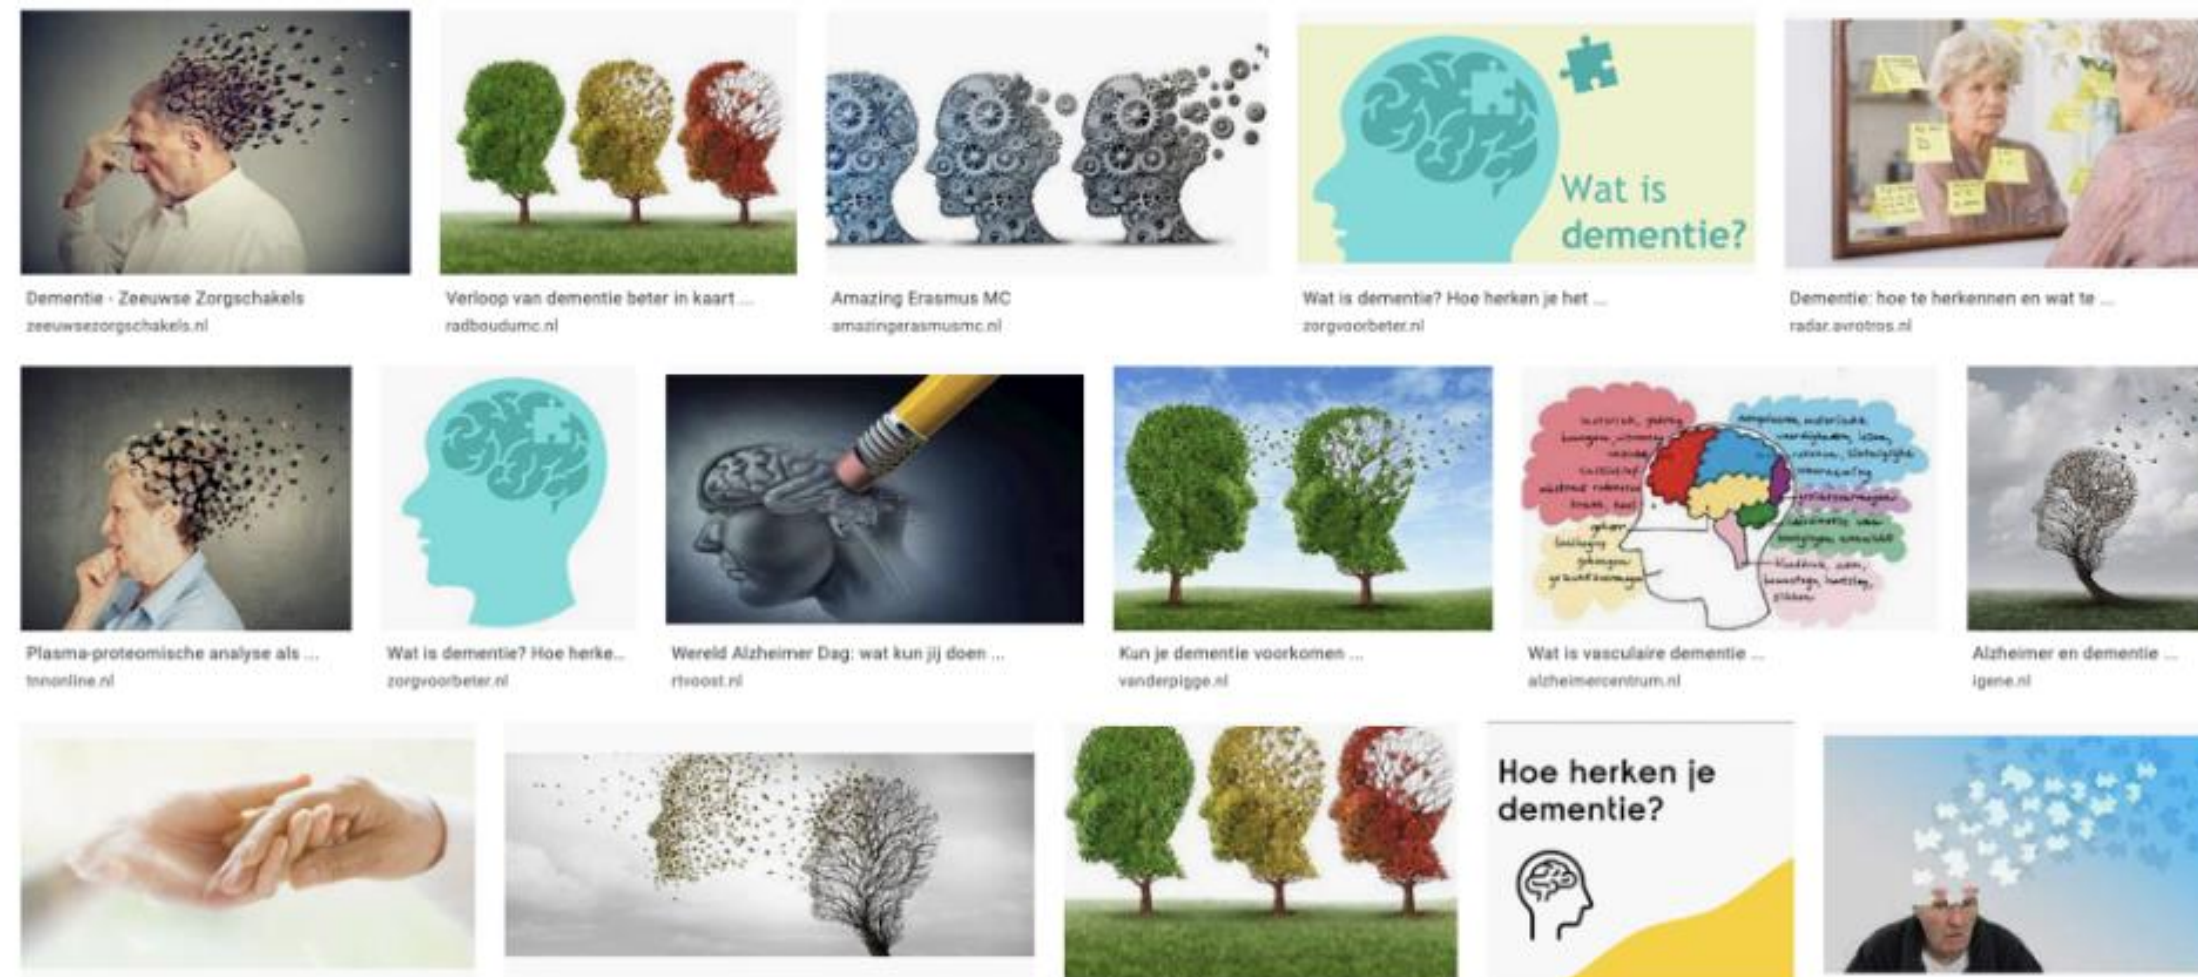 Wat is
dementie?
Dementie - Zeeuwse Zorgschakels
zeeuwsezorgschakels.nl
Verloop van dementie beter in kaart ...
radboudumc.nl
Amazing Erasmus MC
amazingerasmusmc.nl
Wat is dementie? Hoe herken je het ...
zorgvoorbeter.nl
Dementie: hoe te herkennen en wat te ...
radar.avrotros.nl
Plasma-proteomische analyse als ...
tnnonline.nl
Wat is dementie? Hoe herke...
zorgvoorbeter.nl
Wereld Alzheimer Dag: wat kun jij doen ...
rtvoost.nl
Kun je dementie voorkomen ...
vanderpigge.nl
Wat is vasculaire dementie ...
alzheimercentrum.nl
Alzheimer en dementie ...
igene.nl
Hoe herken je
dementie?